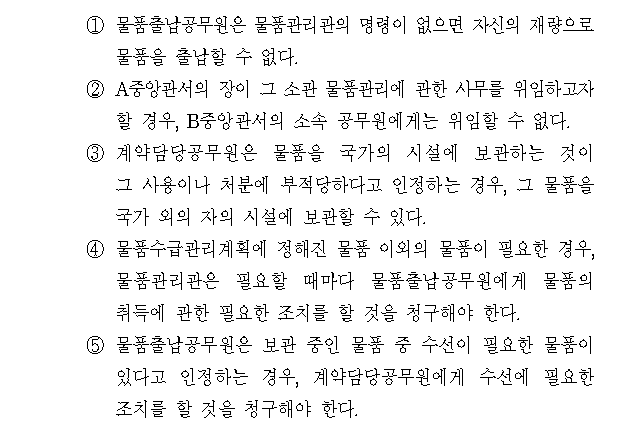 ① 물품출납공무원은 물품관리관의 명령이 없으면 자신의 재량으로
물품을 출납할 수 없다.
② A중앙관서의 장이 그 소관 물품관리에 관한 사무를 위임하고자
할 경우, B중앙관서의 소속 공무원에게는 위임할 수 없다.
③ 계약담당공무원은 물품을 국가의 시설에 보관하는 것이
그 사용이나 처분에 부적당하다고 인정하는 경우, 그 물품을
국가 외의 자의 시설에 보관할 수 있다.
④ 물품수급관리계획에 정해진 물품 이외의 물품이 필요한 경우,
물품관리관은 필요할 때마다 물품출납공무원에게 물품의
취득에 관한 필요한 조치를 할 것을 청구해야 한다.
⑤ 물품출납공무원은 보관 중인 물품 중 수선이 필요한 물품이
있다고 인정하는 경우, 계약담당공무원에게 수선에 필요한
조치를 할 것을 청구해야 한다.